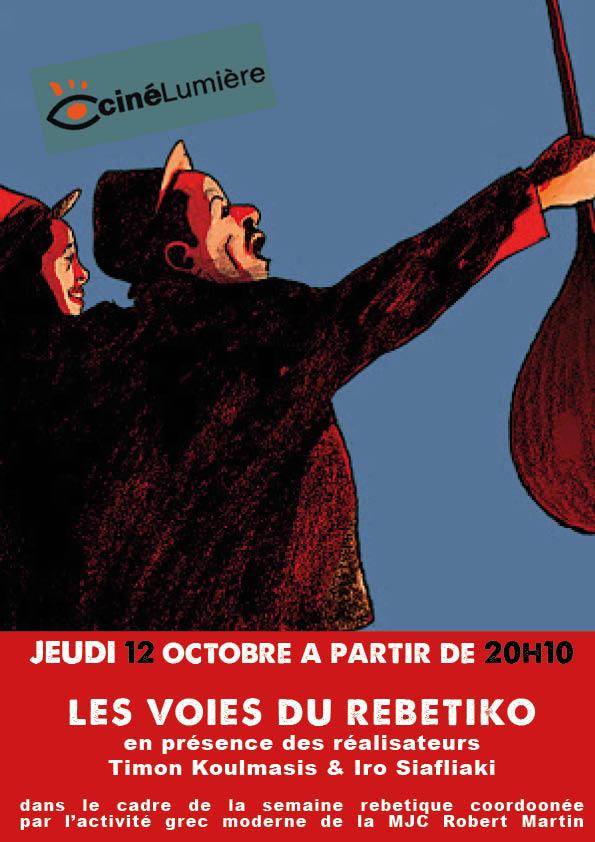 cinéLumière
JEUDI 12 OCTOBRE A PARTIR DE 20H10
LES VOIES DU REBETIKO
en présence des réalisateurs
Timon Koulmasis & Iro Siafliaki
dans le cadre de la semaine rebetique coordoonée
par l’activité grec moderne de la MJC Robert Martin